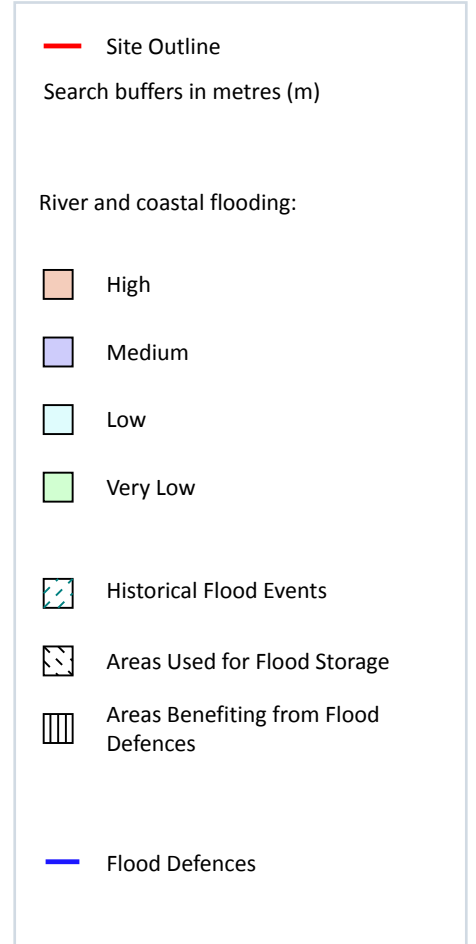 Site Outline
Search buffers in metres (m)
River and coastal flooding:
High
Medium
Low
Very Low
Historical Flood Events
Areas Used for Flood Storage
Areas Benefiting from Flood
Defences
Flood Defences